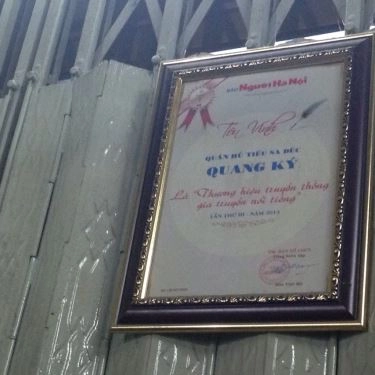 BÁO Người Hà Nội
Tôn Vinh
QUÁN HỦ TIẾU SA ĐÉC
QUANG KÝ
Là "Thương hiệu truyền thống
gia truyền nổi tiếng"
LẦN THỨ III - NĂM 2013